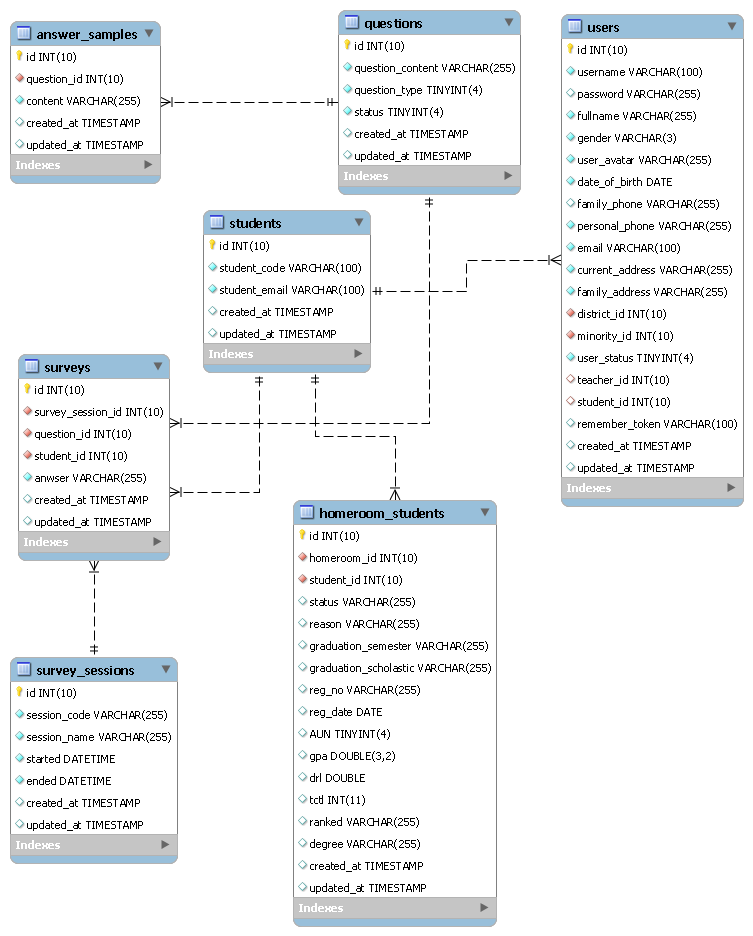 answer_samples
id INT(10)
question_id INT(10)
content VARCHAR(255)
created_at TIMESTAMP
updated_at TIMESTAMP
Indexes
questions
id INT(10)
question_content VARCHAR(255)
question_type TINYINT(4)
status TINYINT(4)
created_at TIMESTAMP
updated_at TIMESTAMP
Indexes
users
id INT(10)
username VARCHAR(100)
password VARCHAR(255)
fullname VARCHAR(255)
gender VARCHAR(3)
user_avatar VARCHAR(255)
date_of_birth DATE
family_phone VARCHAR(255)
personal_phone VARCHAR(255)
email VARCHAR(100)
current_address VARCHAR(255)
family_address VARCHAR(255)
district_id INT(10)
minority_id INT(10)
user_status TINYINT(4)
teacher_id INT(10)
student_id INT(10)
remember_token VARCHAR(100)
created_at TIMESTAMP
updated_at TIMESTAMP
Indexes
students
id INT(10)
student_code VARCHAR(100)
student_email VARCHAR(100)
created_at TIMESTAMP
updated_at TIMESTAMP
Indexes
surveys
id INT(10)
survey_session_id INT(10)
question_id INT(10)
student_id INT(10)
anwser VARCHAR(255)
created_at TIMESTAMP
updated_at TIMESTAMP
Indexes
homeroom_students
id INT(10)
homeroom_id INT(10)
student_id INT(10)
status VARCHAR(255)
reason VARCHAR(255)
graduation_semester VARCHAR(255)
graduation_scholastic VARCHAR(255)
reg_no VARCHAR(255)
reg_date DATE
AUN TINYINT(4)
gpa DOUBLE(3,2)
drl DOUBLE
tctl INT(11)
ranked VARCHAR(255)
degree VARCHAR(255)
created_at TIMESTAMP
updated_at TIMESTAMP
Indexes
survey_sessions
id INT(10)
session_code VARCHAR(255)
session_name VARCHAR(255)
started DATETIME
ended DATETIME
created_at TIMESTAMP
updated_at TIMESTAMP
Indexes